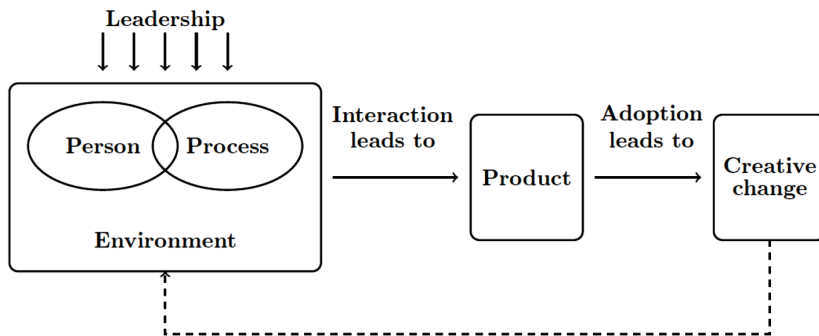 Leadership
Person
Process
Environment
Interaction
leads to
Product
Adoption
leads to
Creative
change